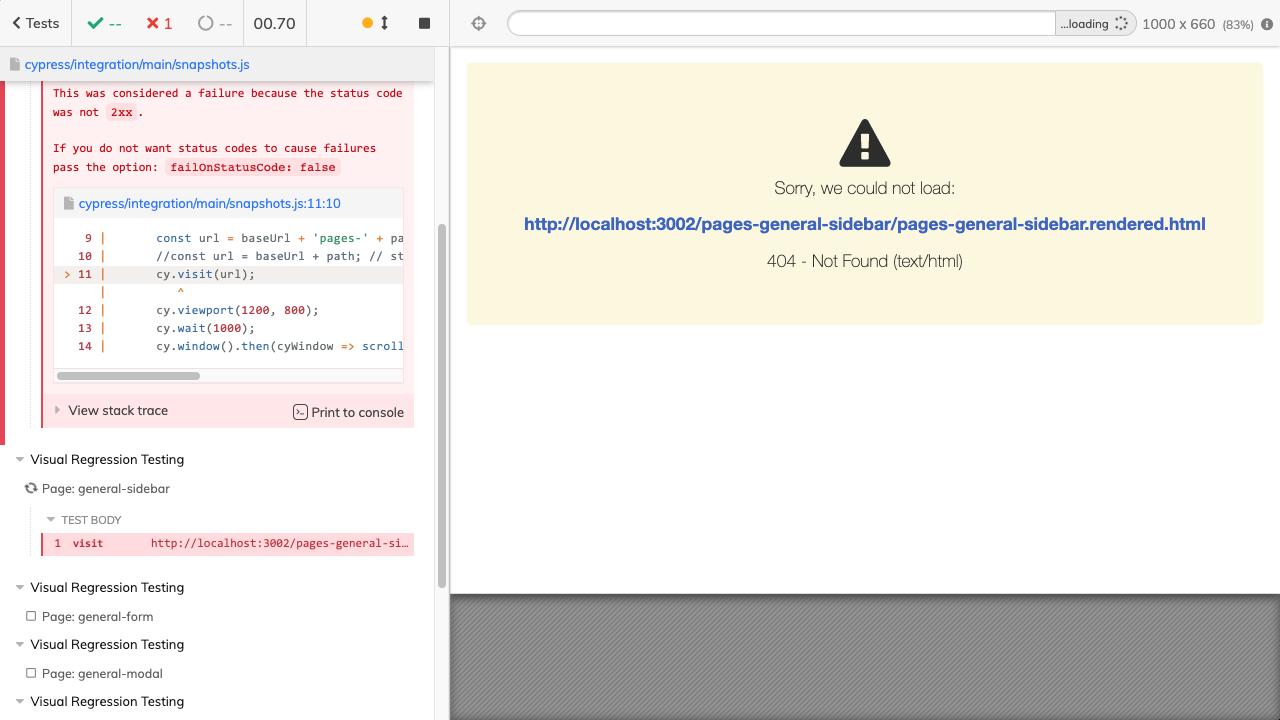 Tests
--
1
--
00.70
...loading
1000 x 660 (83%)
cypress/integration/main/snapshots.js
This was considered a failure because the status code
was not 2xx.
If you do not want status codes to cause failures
pass the option: failOnStatusCode: false
cypress/integration/main/snapshots.js:11:10
9 | const url = baseUrl + 'pages-' + pa
10 | //const url = baseUrl + path; // st
> 11 | cy.visit(url);
| ^
12 | cy.viewport(1200, 800);
13 | cy.wait(1000);
14 | cy.window().then(cyWindow => scroll
View stack trace
Print to console
Visual Regression Testing
Page: general-sidebar
TEST BODY
1 visit http://localhost:3002/pages-general-si…
Visual Regression Testing
Page: general-form
Visual Regression Testing
Page: general-modal
Visual Regression Testing
Sorry, we could not load:
http://localhost:3002/pages-general-sidebar/pages-general-sidebar.rendered.html
404 - Not Found (text/html)